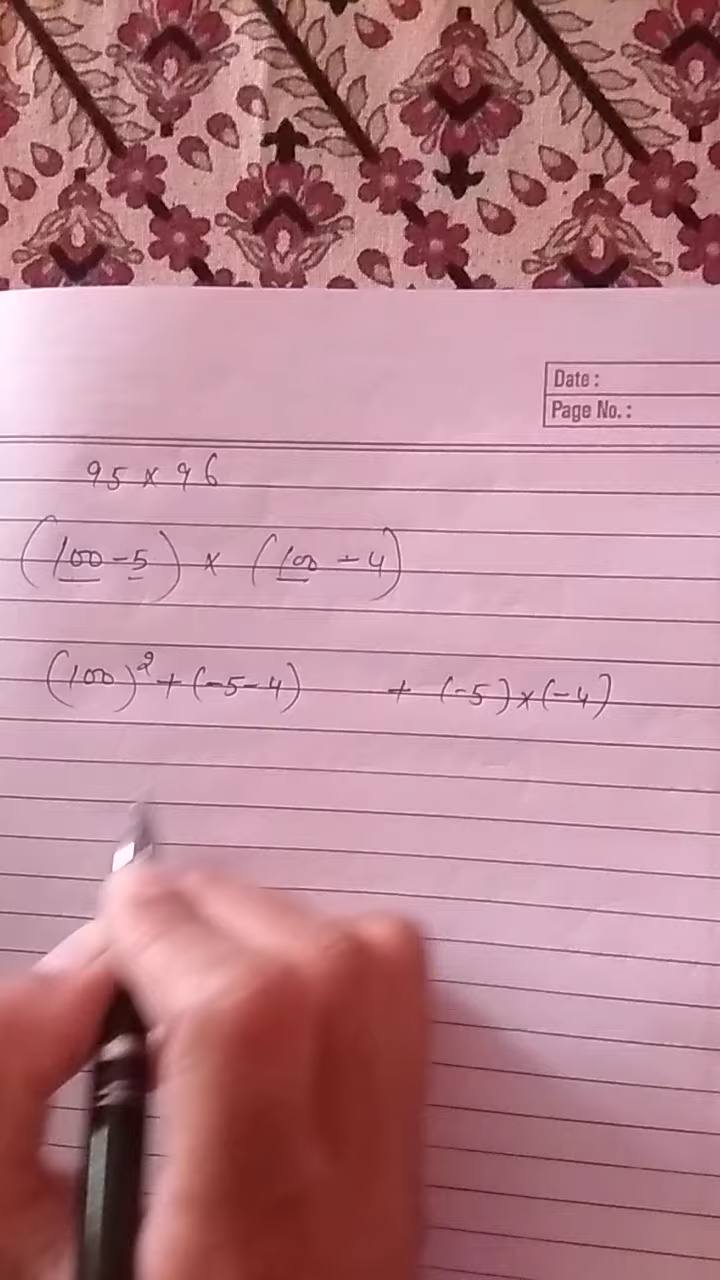 Date :
Page No. :
95 × 96
(100 - 5) × (100 - 4)
(100)² + (-5-4) + (-5) × (-4)